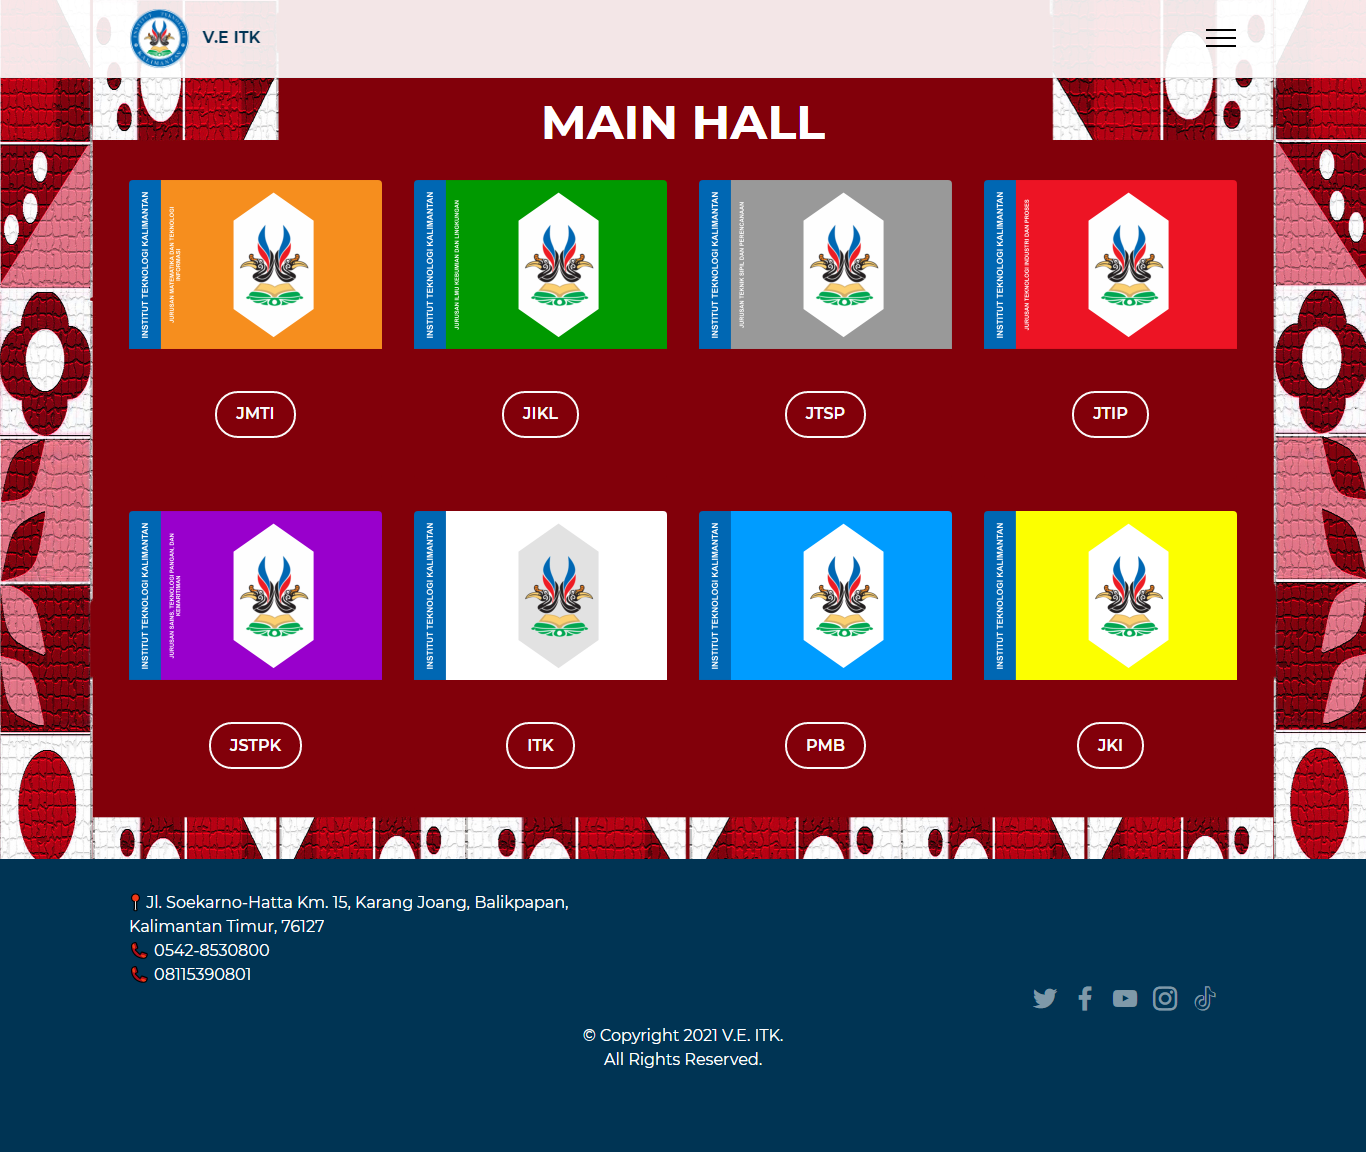 V.E ITK
MAIN HALL
INSTITUT TEKNOLOGI KALIMANTAN
JURUSAN MATEMATIKA DAN TEKNOLOGI
INFORMASI
INSTITUT TEKNOLOGI KALIMANTAN
JURUSAN ILMU KEBUMIAN DAN LINGKUNGAN
INSTITUT TEKNOLOGI KALIMANTAN
JURUSAN TEKNIK SIPIL DAN PERENCANAAN
INSTITUT TEKNOLOGI KALIMANTAN
JURUSAN TEKNOLOGI INDUSTRI DAN PROSES
JMTI
JIKL
JTSP
JTIP
INSTITUT TEKNOLOGI KALIMANTAN
JURUSAN SAINS, TEKNOLOGI PANGAN, DAN
KEMARITIMAN
INSTITUT TEKNOLOGI KALIMANTAN
INSTITUT TEKNOLOGI KALIMANTAN
INSTITUT TEKNOLOGI KALIMANTAN
JSTPK
ITK
PMB
JKI
Jl. Soekarno-Hatta Km. 15, Karang Joang, Balikpapan,
Kalimantan Timur, 76127
0542-8530800
08115390801
© Copyright 2021 V.E. ITK.
All Rights Reserved.